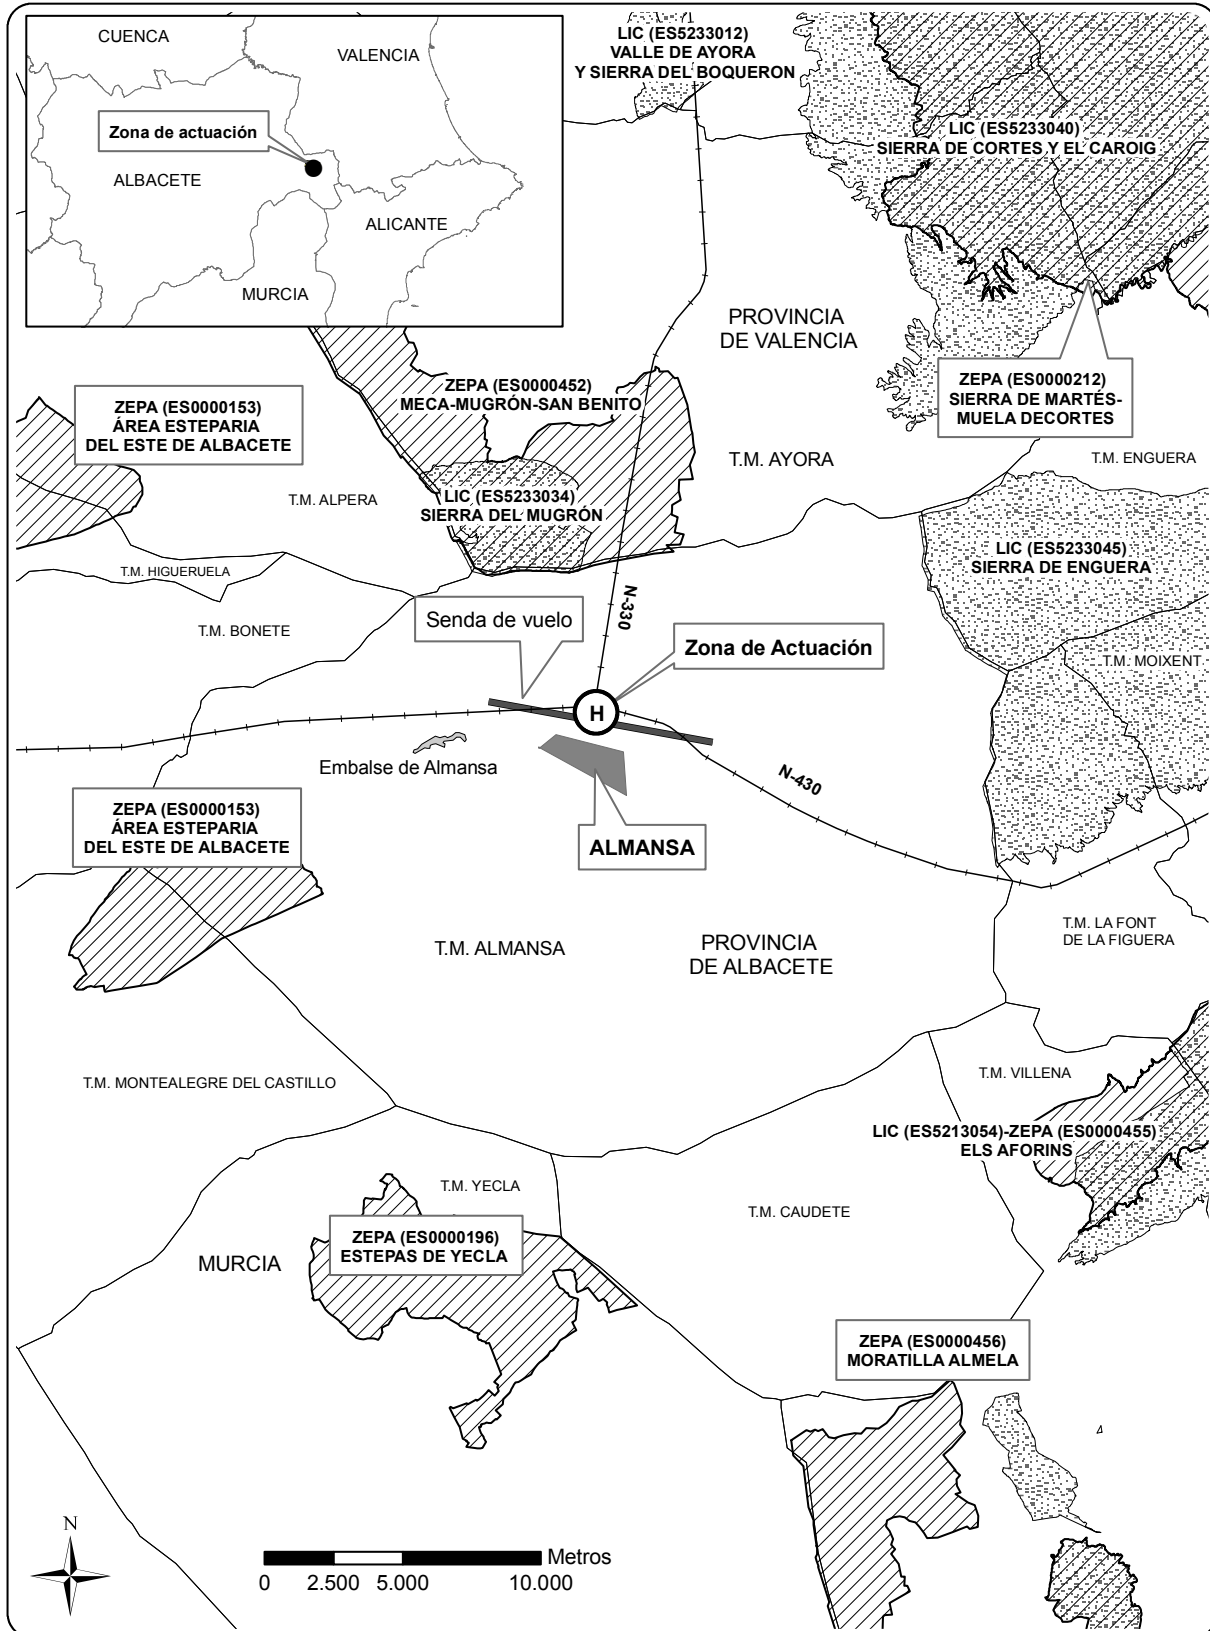 CUENCA
VALENCIA
Zona de actuación
ALBACETE
ALICANTE
MURCIA
LIC (ES5233012)
VALLE DE AYORA
Y SIERRA DEL BOQUERON
LIC (ES5233040)
SIERRA DE CORTES Y EL CAROIG
PROVINCIA
DE VALENCIA
ZEPA (ES0000212)
SIERRA DE MARTÉS-
MUELA DECORTES
ZEPA (ES0000452)
MECA-MUGRÓN-SAN BENITO
ZEPA (ES0000153)
ÁREA ESTEPARIA
DEL ESTE DE ALBACETE
T.M. AYORA
T.M. ENGUERA
T.M. ALPERA
LIC (ES5233034)
SIERRA DEL MUGRÓN
LIC (ES5233045)
SIERRA DE ENGUERA
T.M. HIGUERUELA
N-330
Senda de vuelo
T.M. BONETE
Zona de Actuación
T.M. MOIXENT
H
Embalse de Almansa
N-430
ZEPA (ES0000153)
ÁREA ESTEPARIA
DEL ESTE DE ALBACETE
ALMANSA
T.M. LA FONT
DE LA FIGUERA
T.M. ALMANSA
PROVINCIA
DE ALBACETE
T.M. MONTEALEGRE DEL CASTILLO
T.M. VILLENA
LIC (ES5213054)-ZEPA (ES0000455)
ELS AFORINS
T.M. YECLA
T.M. CAUDETE
ZEPA (ES0000196)
ESTEPAS DE YECLA
MURCIA
ZEPA (ES0000456)
MORATILLA ALMELA
N
Metros
0 2.500 5.000 10.000